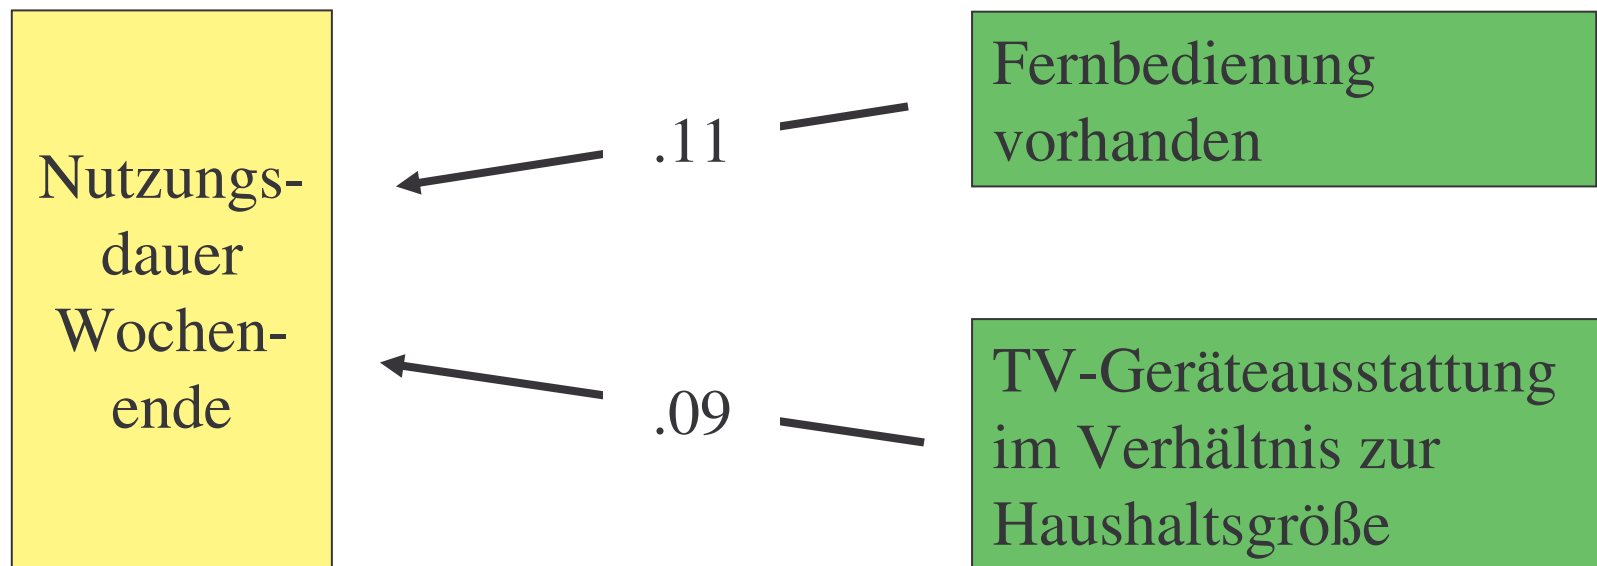 Nutzungs-
dauer
Wochen-
ende
.11
.09
Fernbedienung
vorhanden
TV-Geräteausstattung
im Verhältnis zur
Haushaltsgröße